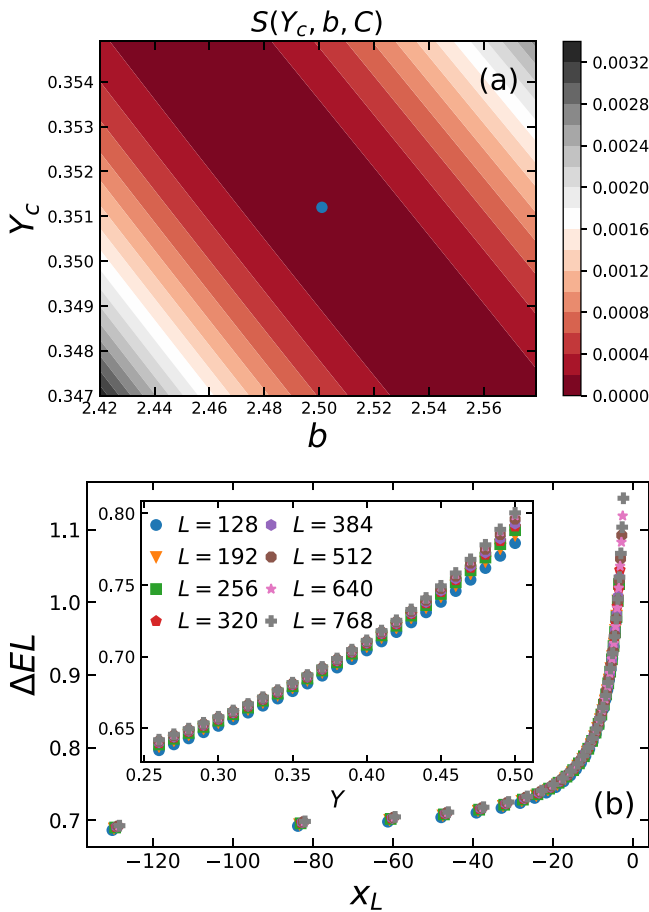 S(Y_c, b, C)
(a)
Y_c
0.354
0.353
0.352
0.351
0.350
0.349
0.348
0.347
2.42
2.44
2.46
2.48
2.50
2.52
2.54
2.56
b
0.0032
0.0028
0.0024
0.0020
0.0016
0.0012
0.0008
0.0004
0.0000
ΔEL
1.1
1.0
0.9
0.8
0.7
0.80
0.75
0.70
0.65
L = 128
L = 384
L = 192
L = 512
L = 256
L = 640
L = 320
L = 768
0.25
0.30
0.35
0.40
0.45
0.50
Y
(b)
−120
−100
−80
−60
−40
−20
0
x_L